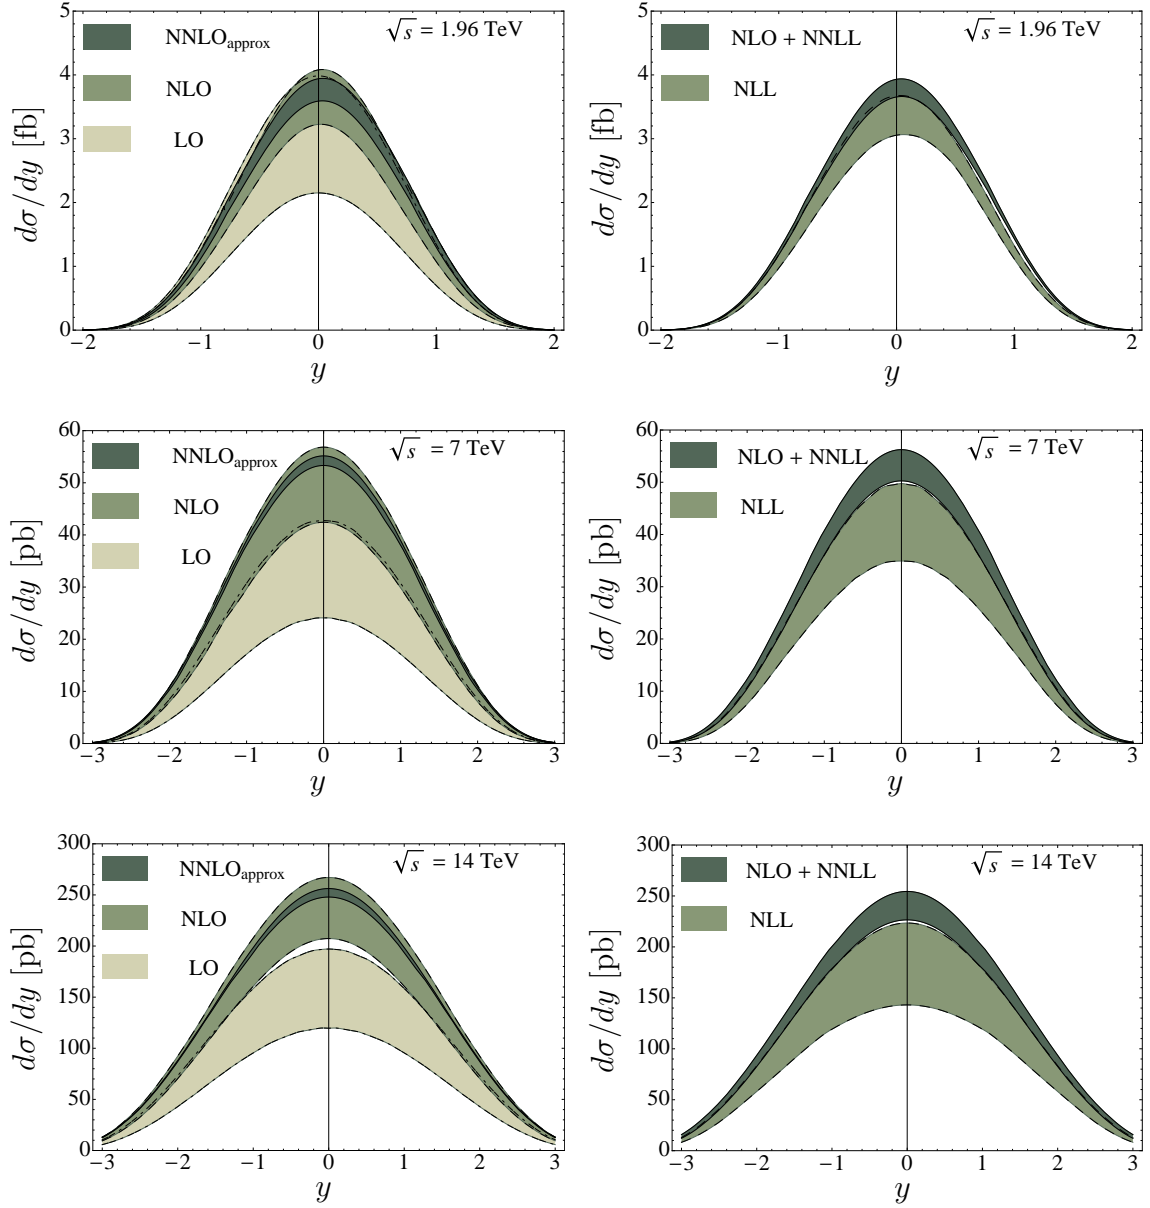 5
4
3
2
1
0
dσ/dy [fb]
NNLOapprox
NLO
LO
√s = 1.96 TeV
−2 −1 0 1 2
y
5
4
3
2
1
0
dσ/dy [fb]
NLO + NNLL
NLL
√s = 1.96 TeV
−2 −1 0 1 2
y
60
50
40
30
20
10
0
dσ/dy [pb]
NNLOapprox
NLO
LO
√s = 7 TeV
−3 −2 −1 0 1 2 3
y
60
50
40
30
20
10
0
dσ/dy [pb]
NLO + NNLL
NLL
√s = 7 TeV
−3 −2 −1 0 1 2 3
y
300
250
200
150
100
50
0
dσ/dy [pb]
NNLOapprox
NLO
LO
√s = 14 TeV
−3 −2 −1 0 1 2 3
y
300
250
200
150
100
50
0
dσ/dy [pb]
NLO + NNLL
NLL
√s = 14 TeV
−3 −2 −1 0 1 2 3
y